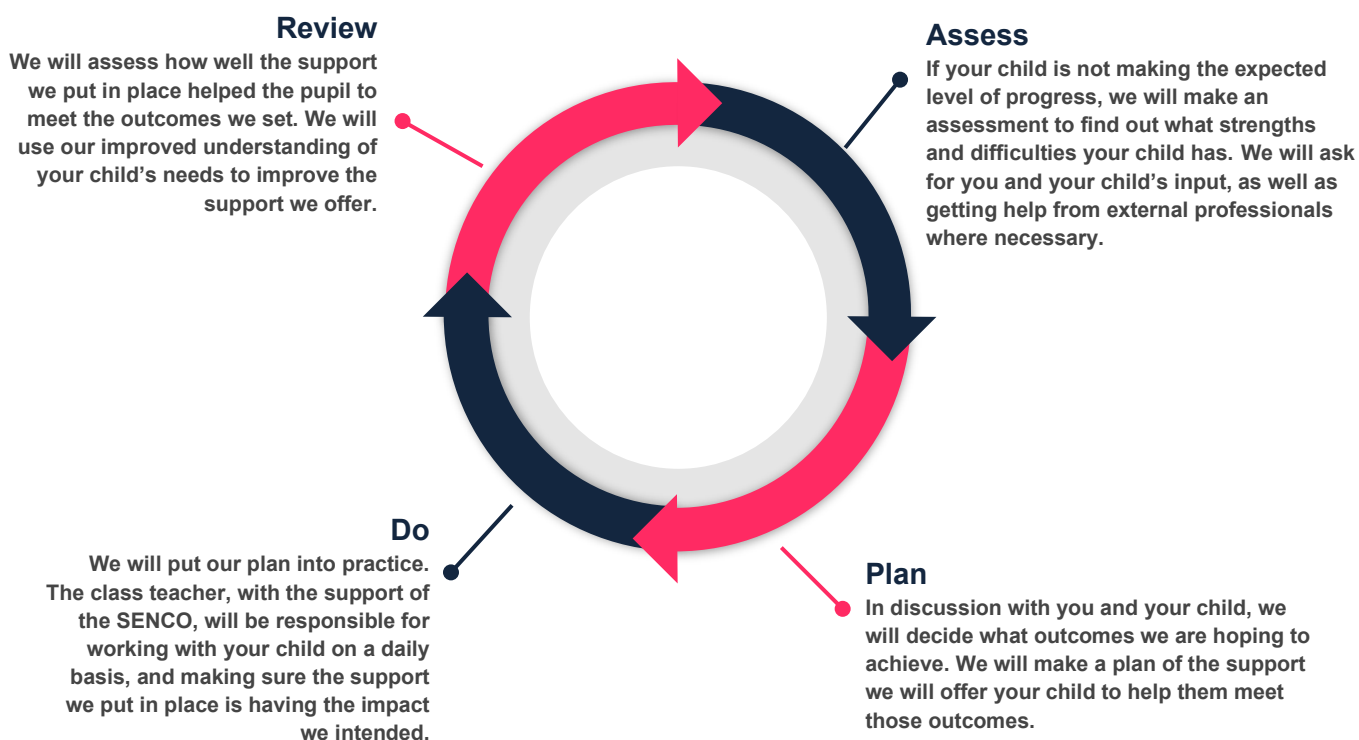 Review
We will assess how well the support
we put in place helped the pupil to
meet the outcomes we set. We will
use our improved understanding of
your child’s needs to improve the
support we offer.
Assess
If your child is not making the expected
level of progress, we will make an
assessment to find out what strengths
and difficulties your child has. We will ask
for you and your child’s input, as well as
getting help from external professionals
where necessary.
Do
We will put our plan into practice.
The class teacher, with the support of
the SENCO, will be responsible for
working with your child on a daily
basis, and making sure the support
we put in place is having the impact
we intended.
Plan
In discussion with you and your child, we
will decide what outcomes we are hoping to
achieve. We will make a plan of the support
we will offer your child to help them meet
those outcomes.